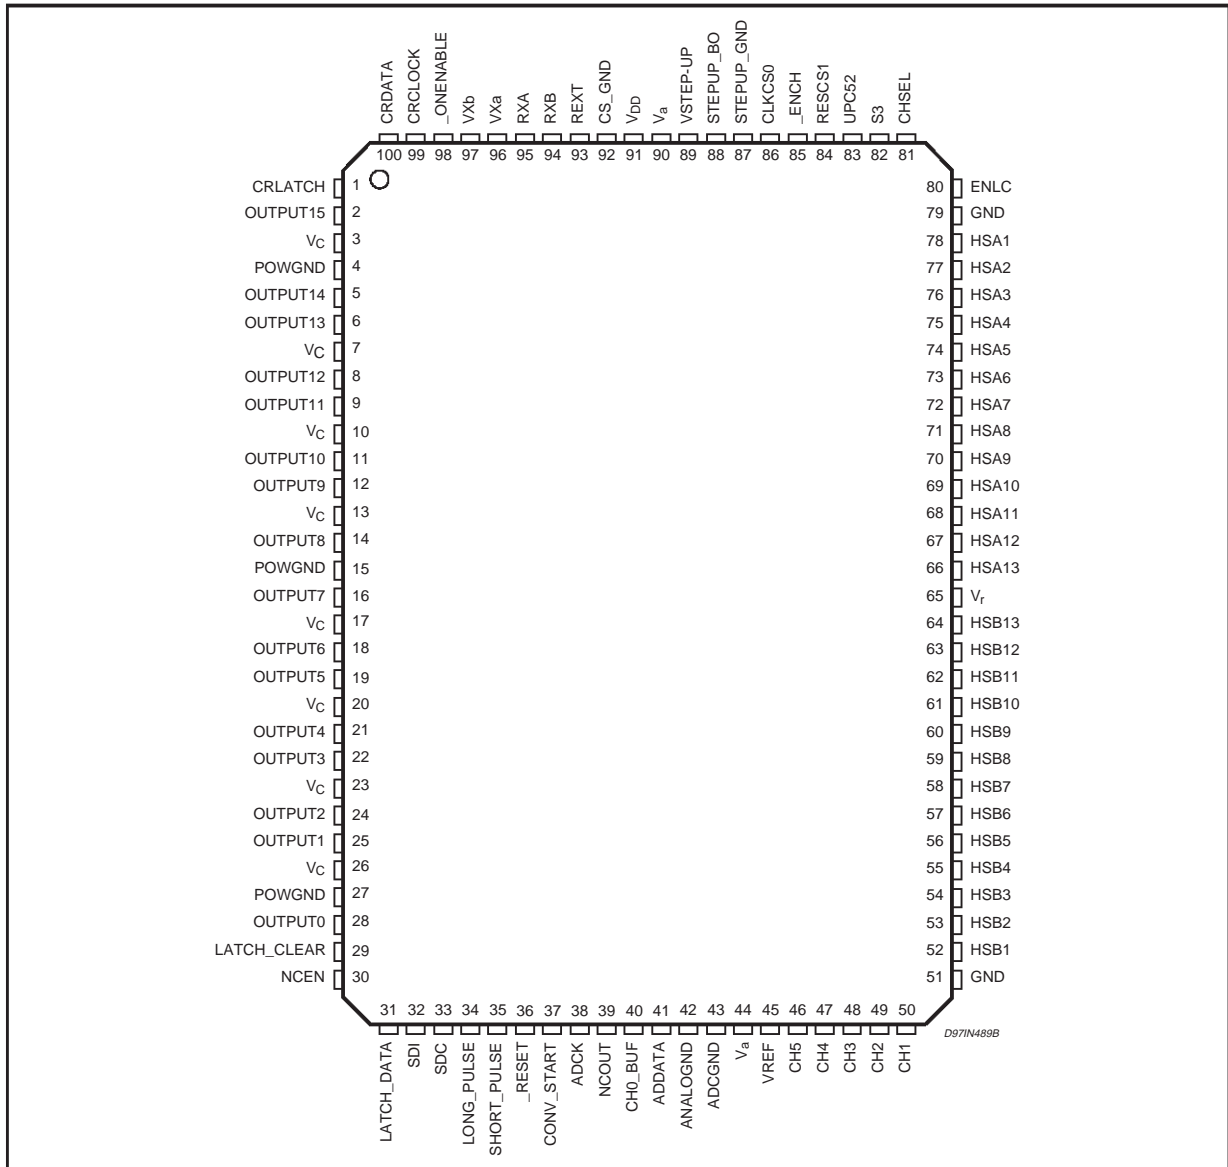 CRDATA
CRCLOCK
_ONENABLE
VXb
VXa
RXA
RXB
REXT
CS_GND
VDD
Va
VSTEP-UP
STEPUP_BO
STEPUP_GND
CLKCS0
_ENCH
RESCS1
UPC52
S3
CHSEL
100 99 98 97 96 95 94 93 92 91 90 89 88 87 86 85 84 83 82 81
CRLATCH 1 80 ENLC
OUTPUT15 2 79 GND
VC 3 78 HSA1
POWGND 4 77 HSA2
OUTPUT14 5 76 HSA3
OUTPUT13 6 75 HSA4
VC 7 74 HSA5
OUTPUT12 8 73 HSA6
OUTPUT11 9 72 HSA7
VC 10 71 HSA8
OUTPUT10 11 70 HSA9
OUTPUT9 12 69 HSA10
VC 13 68 HSA11
OUTPUT8 14 67 HSA12
POWGND 15 66 HSA13
OUTPUT7 16 65 Vr
VC 17 64 HSB13
OUTPUT6 18 63 HSB12
OUTPUT5 19 62 HSB11
VC 20 61 HSB10
OUTPUT4 21 60 HSB9
OUTPUT3 22 59 HSB8
VC 23 58 HSB7
OUTPUT2 24 57 HSB6
OUTPUT1 25 56 HSB5
VC 26 55 HSB4
POWGND 27 54 HSB3
OUTPUT0 28 53 HSB2
LATCH_CLEAR 29 52 HSB1
NCEN 30 51 GND
31 32 33 34 35 36 37 38 39 40 41 42 43 44 45 46 47 48 49 50
D97IN489B
LATCH_DATA
SDI
SDC
LONG_PULSE
SHORT_PULSE
_RESET
CONV_START
ADCK
NCOUT
CH0_BUF
ADDATA
ANALOGND
ADCGND
Va
VREF
CH5
CH4
CH3
CH2
CH1